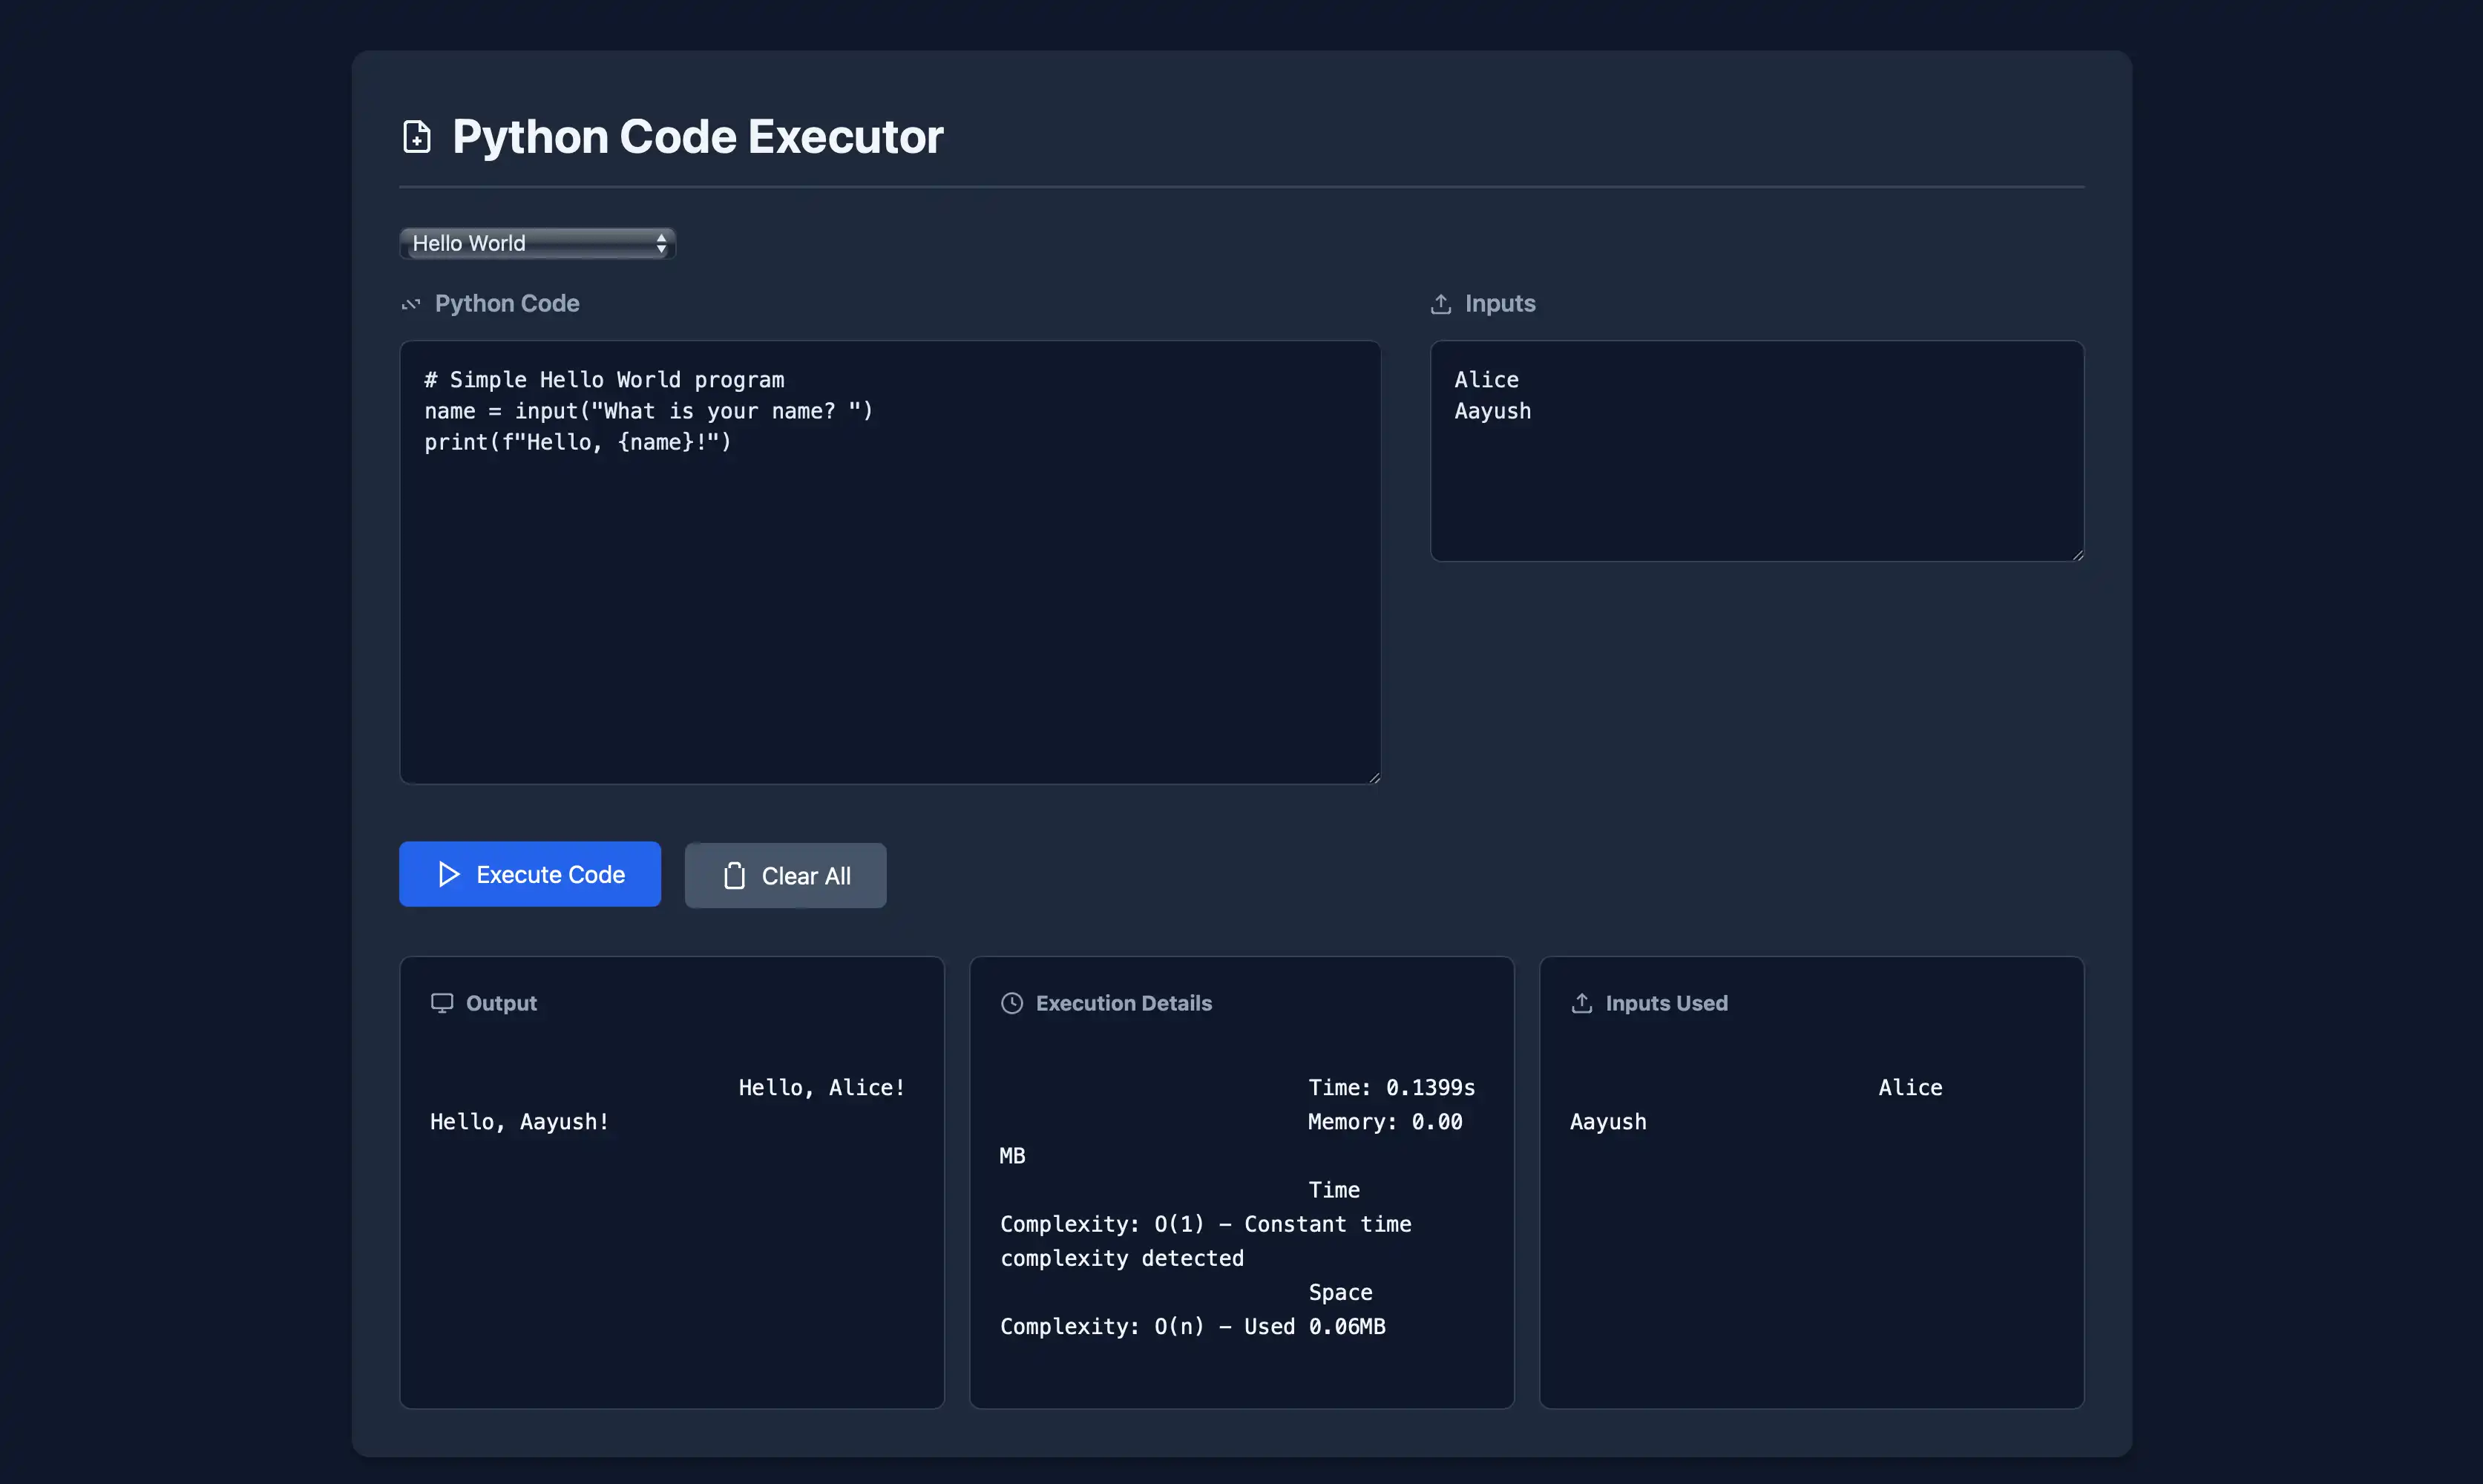 Python Code Executor
Hello World
Python Code
Inputs
# Simple Hello World program
name = input("What is your name? ")
print(f"Hello, {name}!")
Alice
Aayush
Execute Code
Clear All
Output
Hello, Alice!
Hello, Aayush!
Execution Details
Time: 0.1399s
Memory: 0.00
MB
Time
Complexity: O(1) – Constant time
complexity detected
Space
Complexity: O(n) – Used 0.06MB
Inputs Used
Alice
Aayush